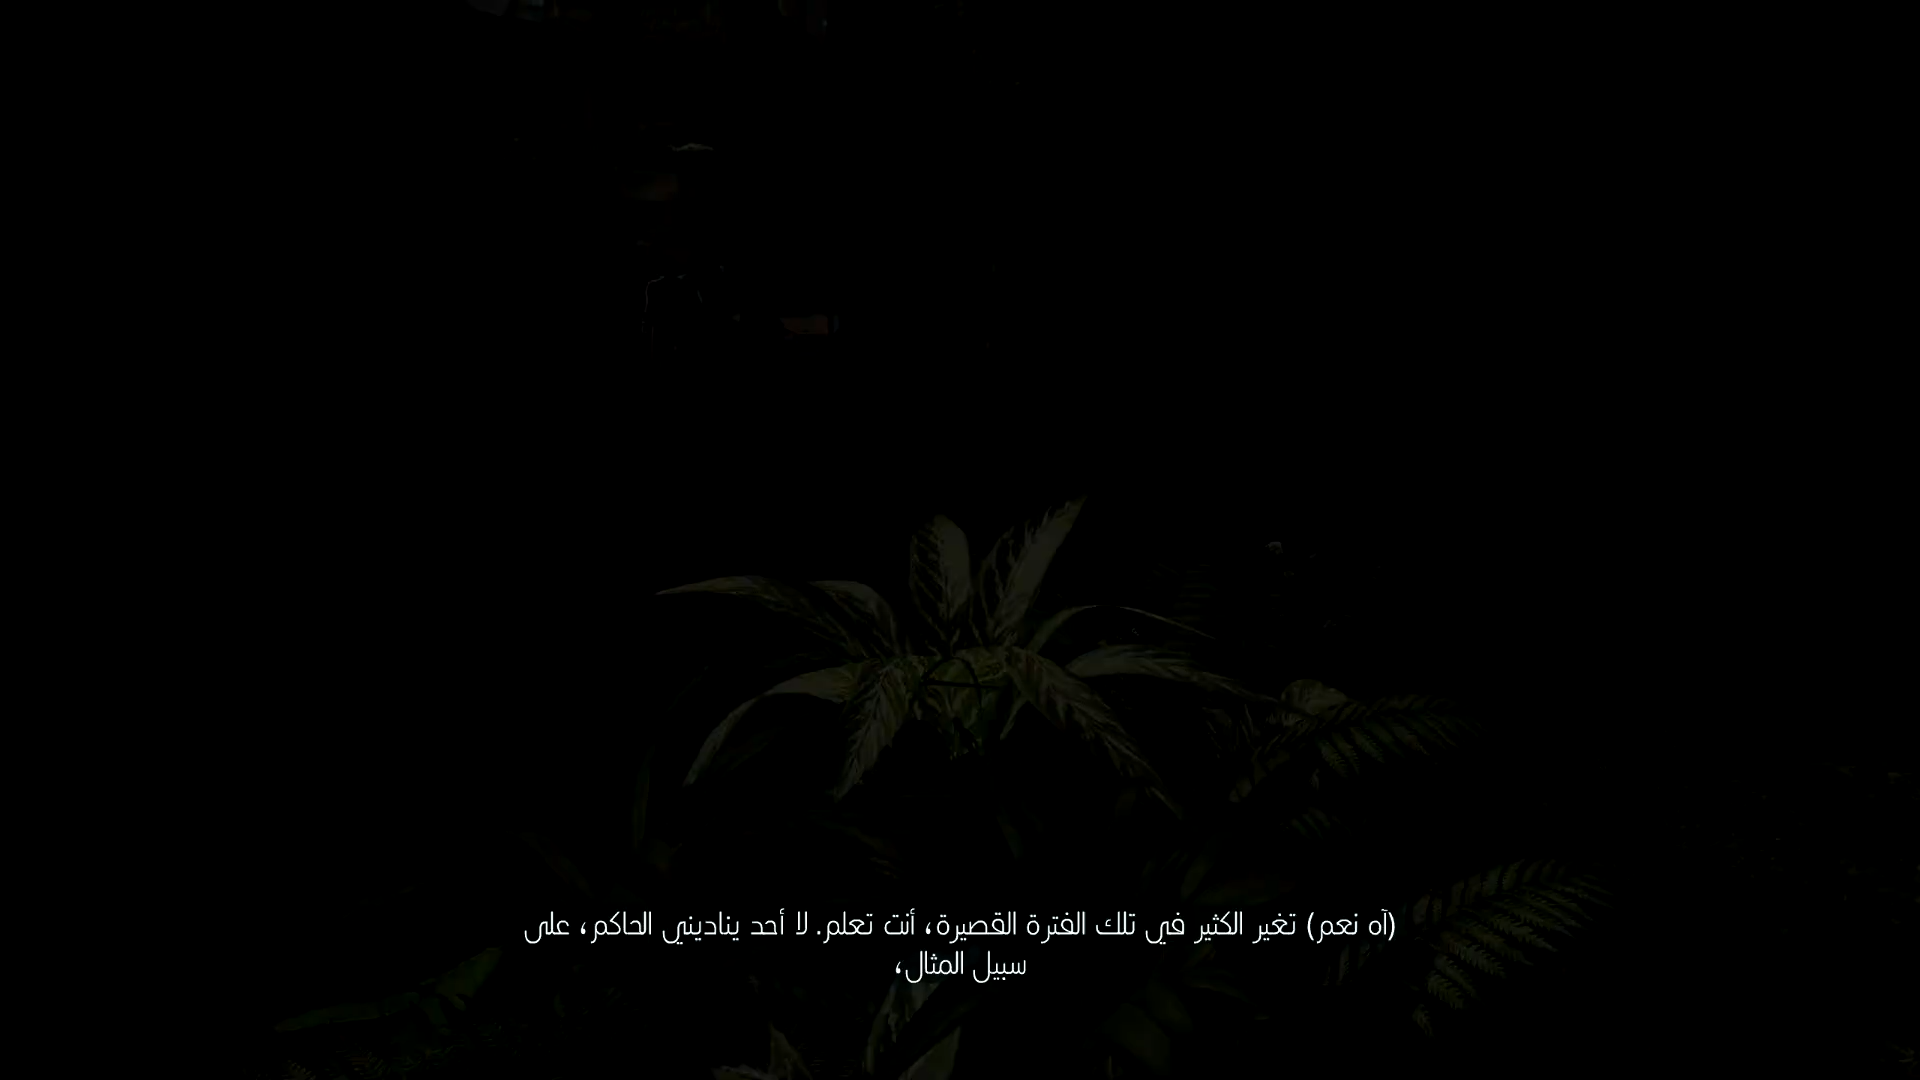 (آه نعم) تغير الكثير في تلك الفترة القصيرة، أنت تعلم. لا أحد يناديني الحاكم، على
سبيل المثال،